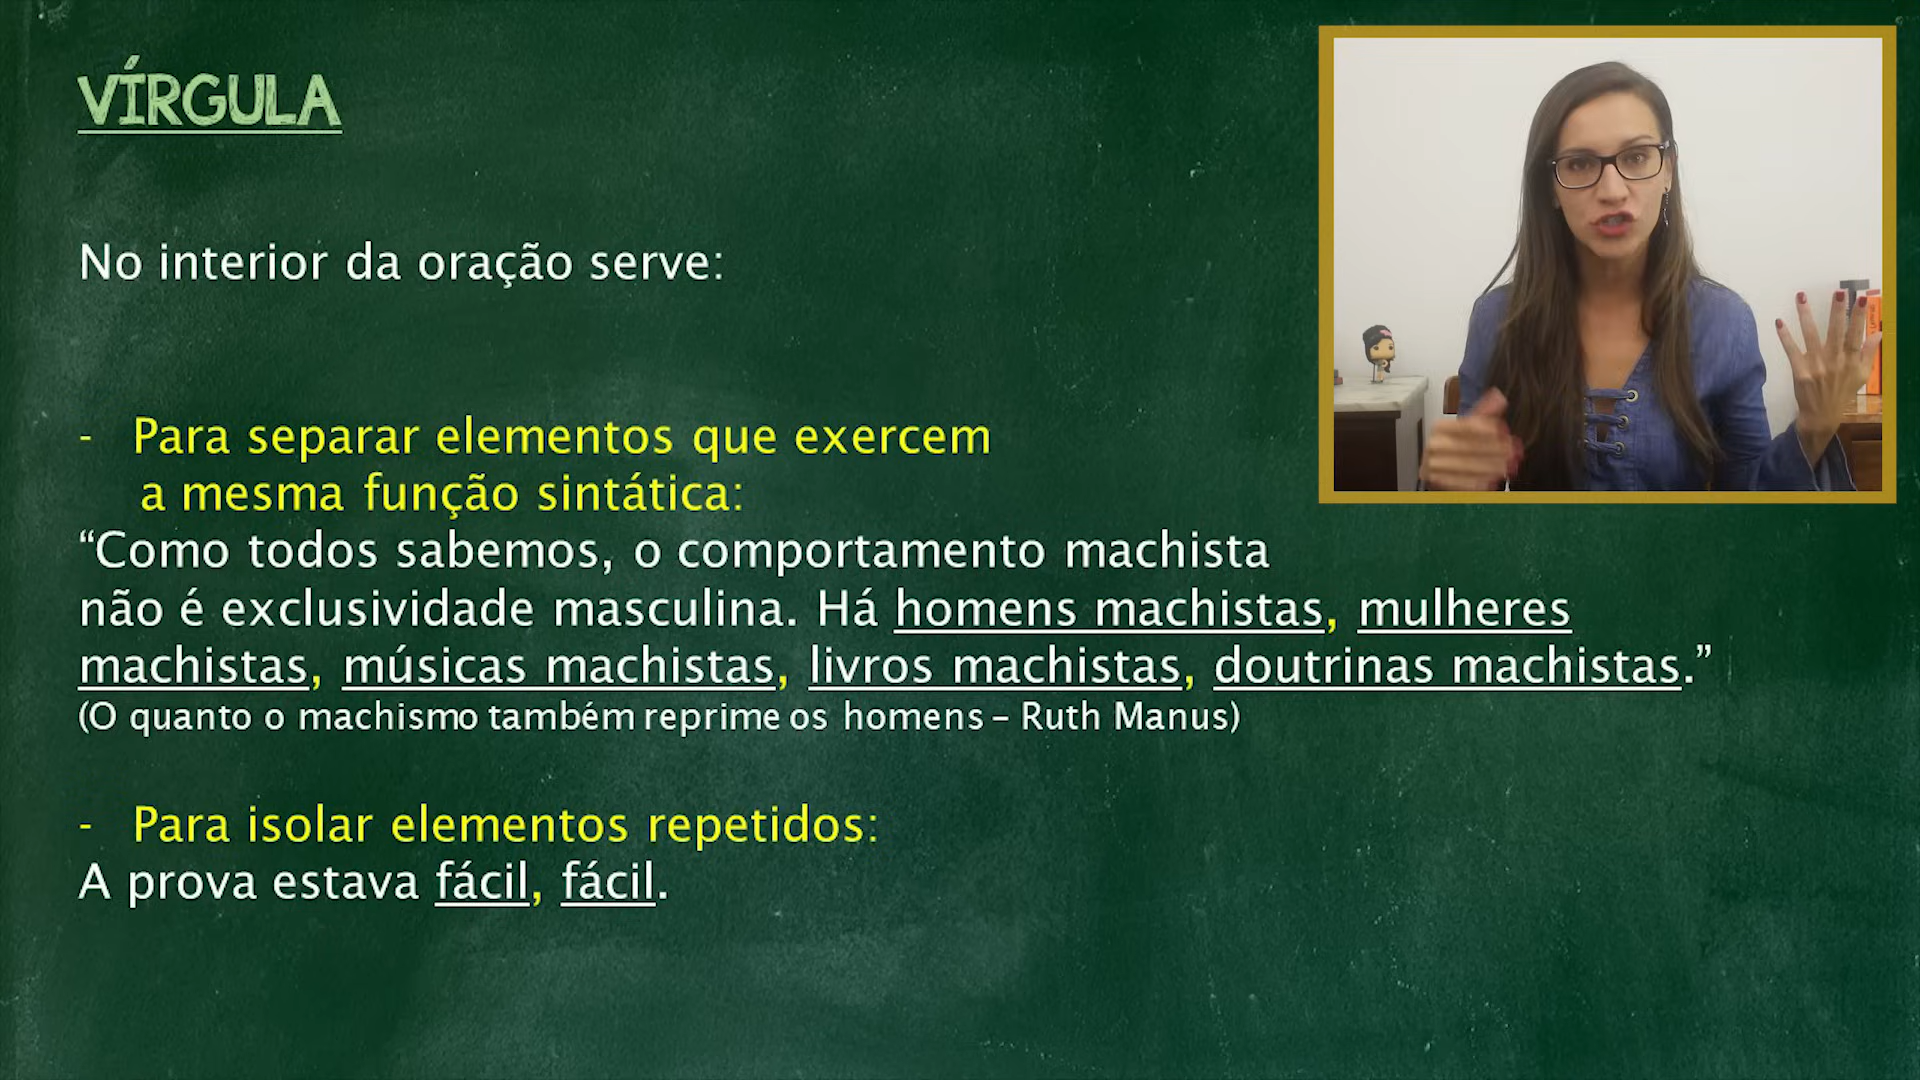 VÍRGULA
No interior da oração serve:
- Para separar elementos que exercem
a mesma função sintática:
“Como todos sabemos, o comportamento machista
não é exclusividade masculina. Há homens machistas, mulheres
machistas, músicas machistas, livros machistas, doutrinas machistas.”
(O quanto o machismo também reprime os homens – Ruth Manus)
- Para isolar elementos repetidos:
A prova estava fácil, fácil.